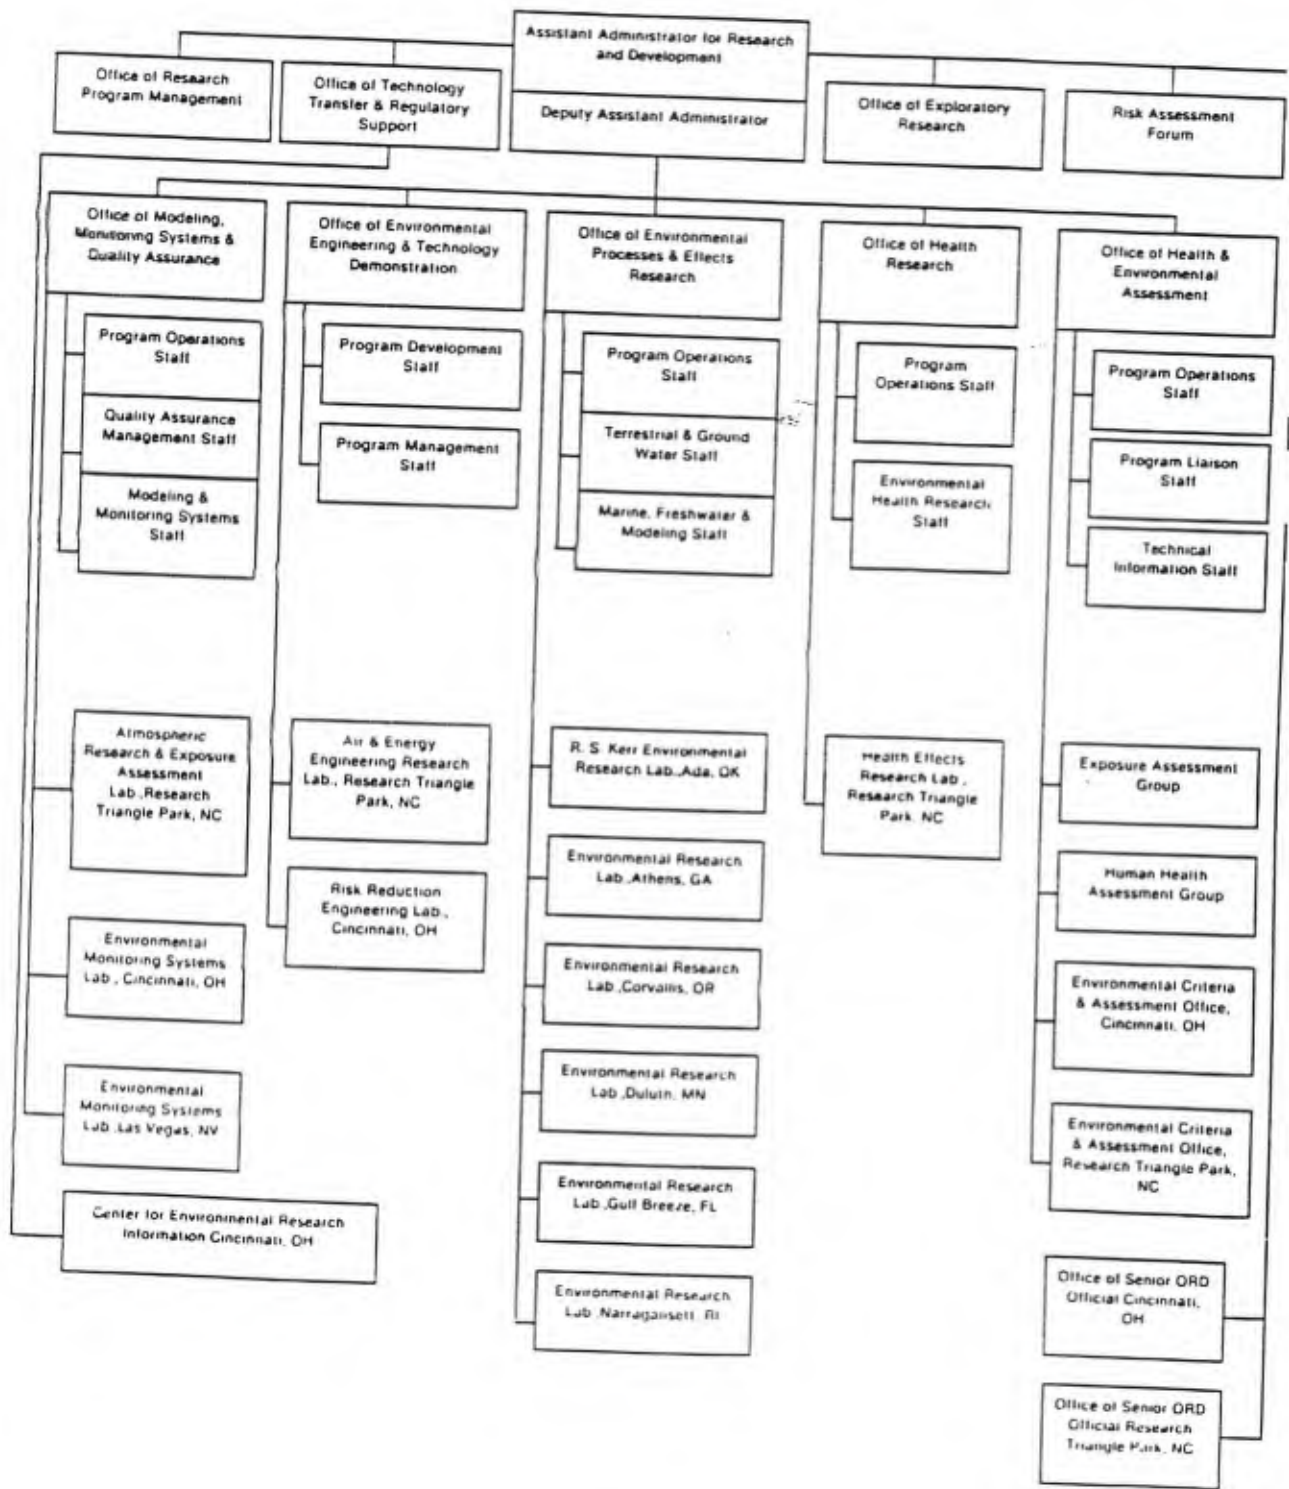 Assistant Administrator for Research
and Development
Deputy Assistant Administrator
Office of Research
Program Management
Office of Technology
Transfer & Regulatory
Support
Office of Exploratory
Research
Risk Assessment
Forum
Office of Modeling,
Monitoring Systems &
Quality Assurance
Program Operations
Staff
Quality Assurance
Management Staff
Modeling &
Monitoring Systems
Staff
Atmospheric
Research & Exposure
Assessment
Lab.,Research
Triangle Park, NC
Environmental
Monitoring Systems
Lab., Cincinnati, OH
Environmental
Monitoring Systems
Lab.,Las Vegas, NV
Center for Environmental Research
Information Cincinnati, OH
Office of Environmental
Engineering & Technology
Demonstration
Program Development
Staff
Program Management
Staff
Air & Energy
Engineering Research
Lab., Research Triangle
Park, NC
Risk Reduction
Engineering Lab.,
Cincinnati, OH
Office of Environmental
Processes & Effects
Research
Program Operations
Staff
Terrestrial & Ground
Water Staff
Marine, Freshwater &
Modeling Staff
R. S. Kerr Environmental
Research Lab.,Ada, OK
Environmental Research
Lab.,Athens, GA
Environmental Research
Lab.,Corvallis, OR
Environmental Research
Lab.,Duluth, MN
Environmental Research
Lab.,Gulf Breeze, FL
Environmental Research
Lab.,Narragansett, RI
Office of Health
Research
Program
Operations Staff
Environmental
Health Research
Staff
Health Effects
Research Lab.,
Research Triangle
Park, NC
Office of Health &
Environmental
Assessment
Program Operations
Staff
Program Liaison
Staff
Technical
Information Staff
Exposure Assessment
Group
Human Health
Assessment Group
Environmental Criteria
& Assessment Office,
Cincinnati, OH
Environmental Criteria
& Assessment Office,
Research Triangle Park,
NC
Office of Senior ORD
Official Cincinnati,
OH
Office of Senior ORD
Official Research
Triangle Park, NC